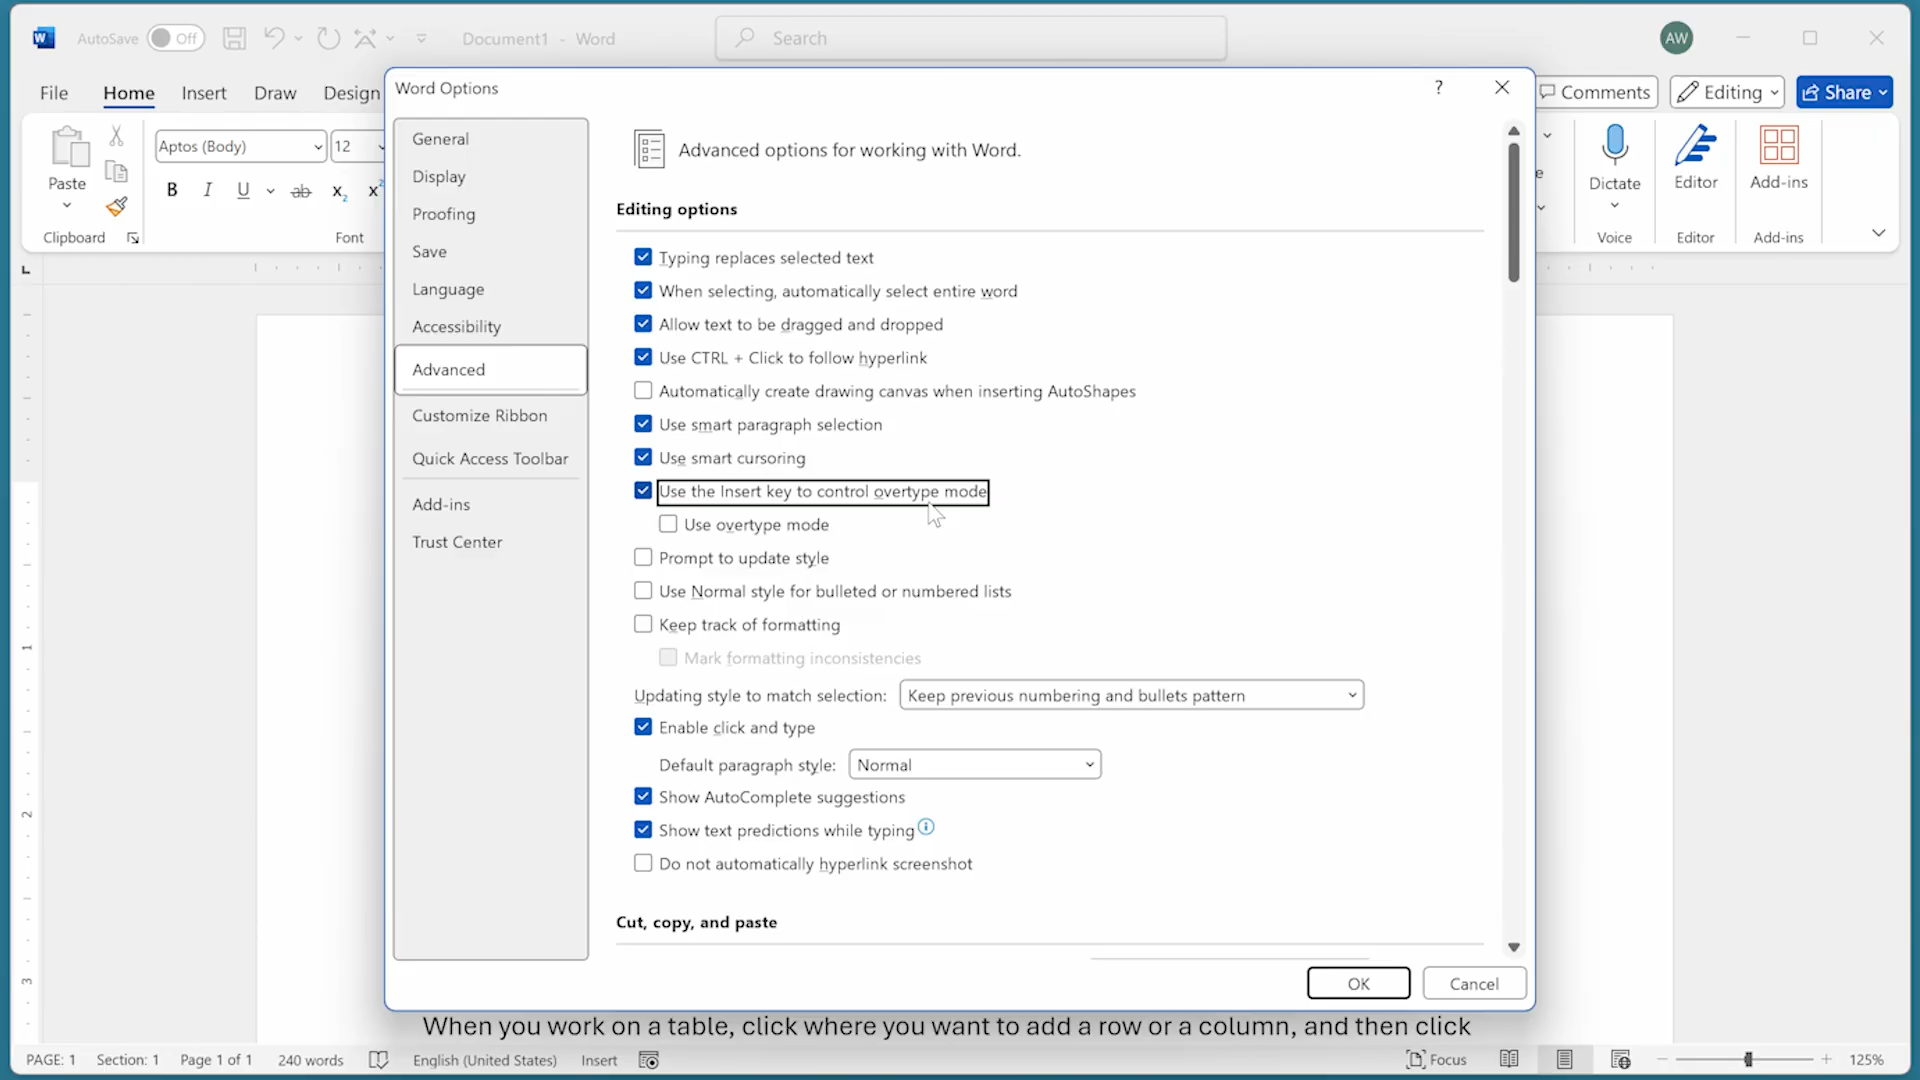 W AutoSave Off Document1 - Word Search AW
File Home Insert Draw Design Comments Editing Share
Aptos (Body) 12
Paste B I U ab x2 x2 Dictate Editor Add-ins
Clipboard Font Voice Editor Add-ins
Word Options ?
General
Display
Proofing
Save
Language
Accessibility
Advanced
Customize Ribbon
Quick Access Toolbar
Add-ins
Trust Center
Advanced options for working with Word.
Editing options
Typing replaces selected text
When selecting, automatically select entire word
Allow text to be dragged and dropped
Use CTRL + Click to follow hyperlink
Automatically create drawing canvas when inserting AutoShapes
Use smart paragraph selection
Use smart cursoring
Use the Insert key to control overtype mode
Use overtype mode
Prompt to update style
Use Normal style for bulleted or numbered lists
Keep track of formatting
Mark formatting inconsistencies
Updating style to match selection: Keep previous numbering and bullets pattern
Enable click and type
Default paragraph style: Normal
Show AutoComplete suggestions
Show text predictions while typing
Do not automatically hyperlink screenshot
Cut, copy, and paste
OK Cancel
1
2
3
When you work on a table, click where you want to add a row or a column, and then click
PAGE: 1 Section: 1 Page 1 of 1 240 words English (United States) Insert Focus 125%